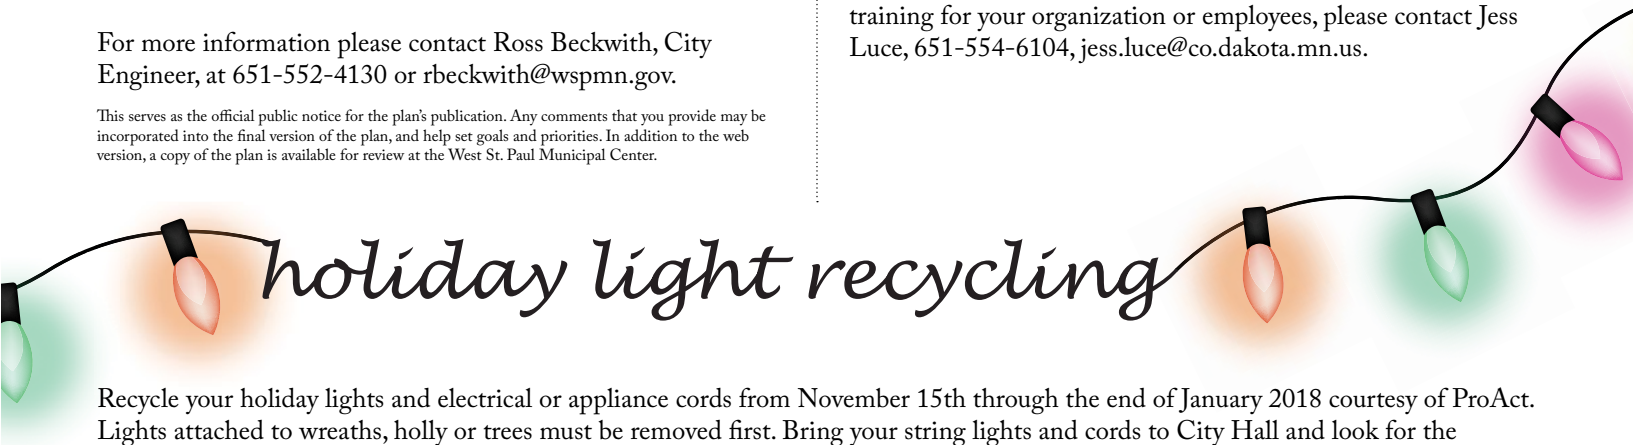 For more information please contact Ross Beckwith, City
Engineer, at 651-552-4130 or rbeckwith@wspmn.gov.
This serves as the official public notice for the plan's publication. Any comments that you provide may be
incorporated into the final version of the plan, and help set goals and priorities. In addition to the web
version, a copy of the plan is available for review at the West St. Paul Municipal Center.
training for your organization or employees, please contact Jess
Luce, 651-554-6104, jess.luce@co.dakota.mn.us.
holiday light recycling
Recycle your holiday lights and electrical or appliance cords from November 15th through the end of January 2018 courtesy of ProAct.
Lights attached to wreaths, holly or trees must be removed first. Bring your string lights and cords to City Hall and look for the